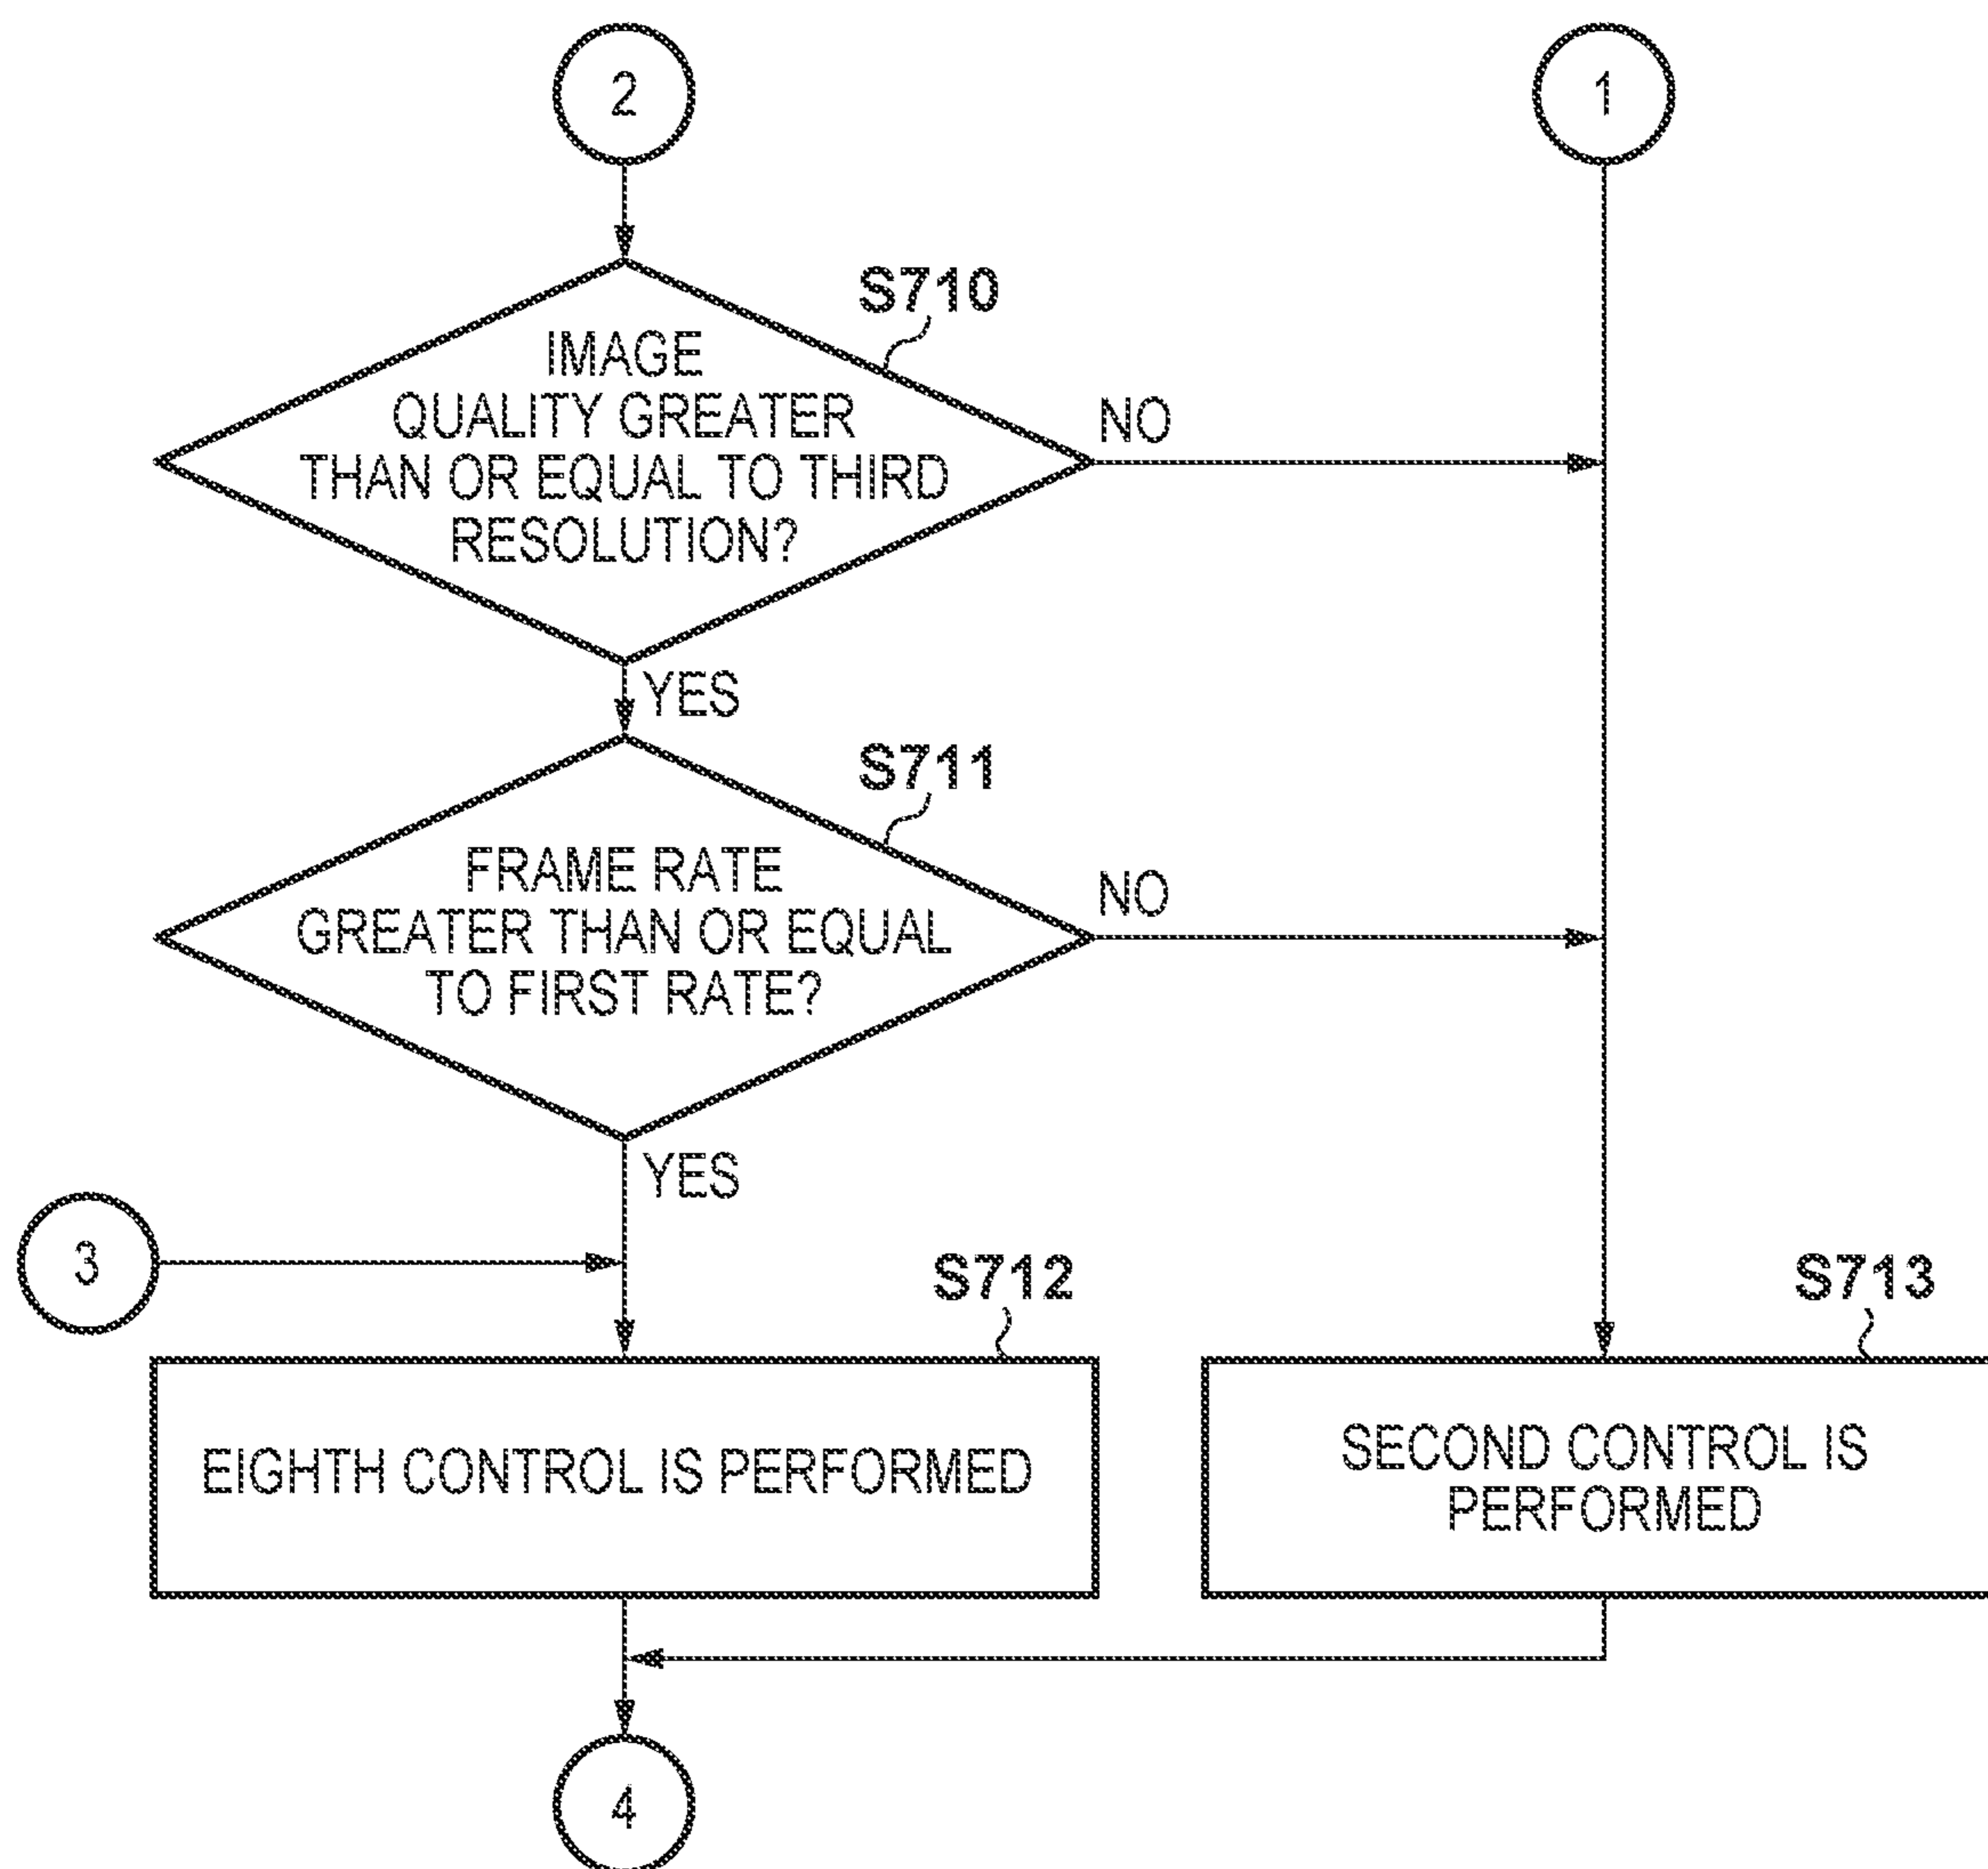 2
1
S710
IMAGE
QUALITY GREATER
THAN OR EQUAL TO THIRD
RESOLUTION?
NO
YES
S711
FRAME RATE
GREATER THAN OR EQUAL
TO FIRST RATE?
NO
YES
3
S712
S713
EIGHTH CONTROL IS PERFORMED
SECOND CONTROL IS
PERFORMED
4